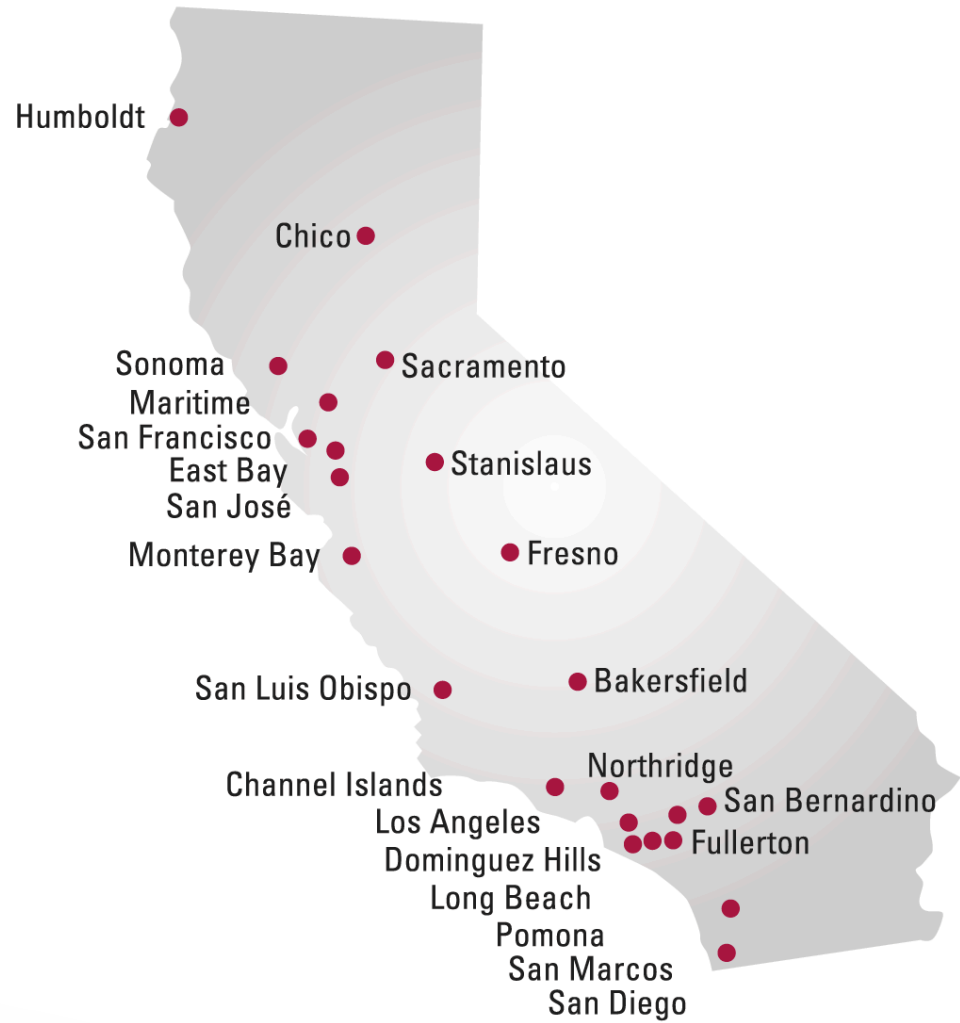 Humboldt
Chico
Sonoma
Sacramento
Maritime
San Francisco
East Bay
Stanislaus
San José
Monterey Bay
Fresno
San Luis Obispo
Bakersfield
Northridge
Channel Islands
San Bernardino
Los Angeles
Fullerton
Dominguez Hills
Long Beach
Pomona
San Marcos
San Diego